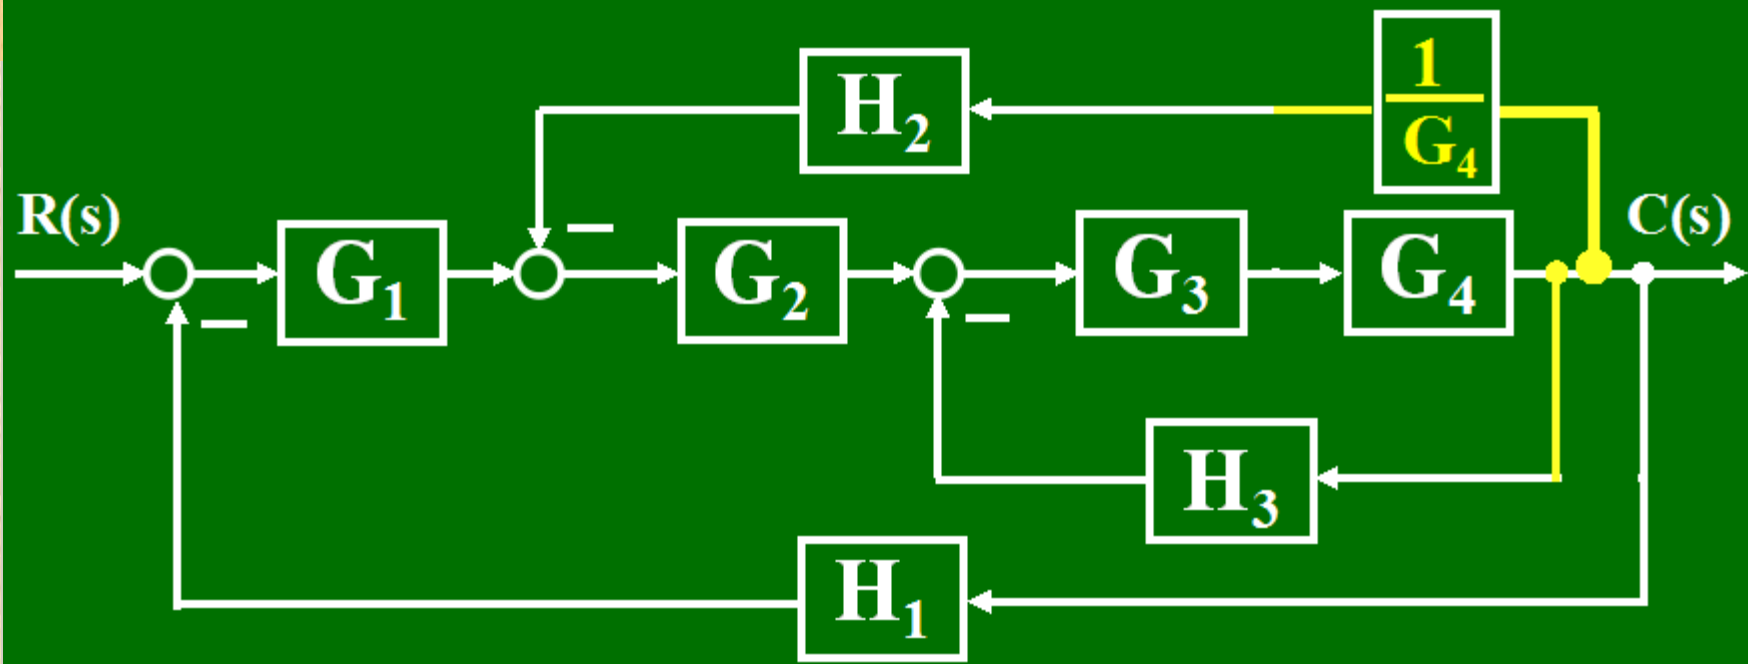 1
G₄
H₂
R(s)
C(s)
−
G₁
G₂
G₃
G₄
−
−
H₃
H₁